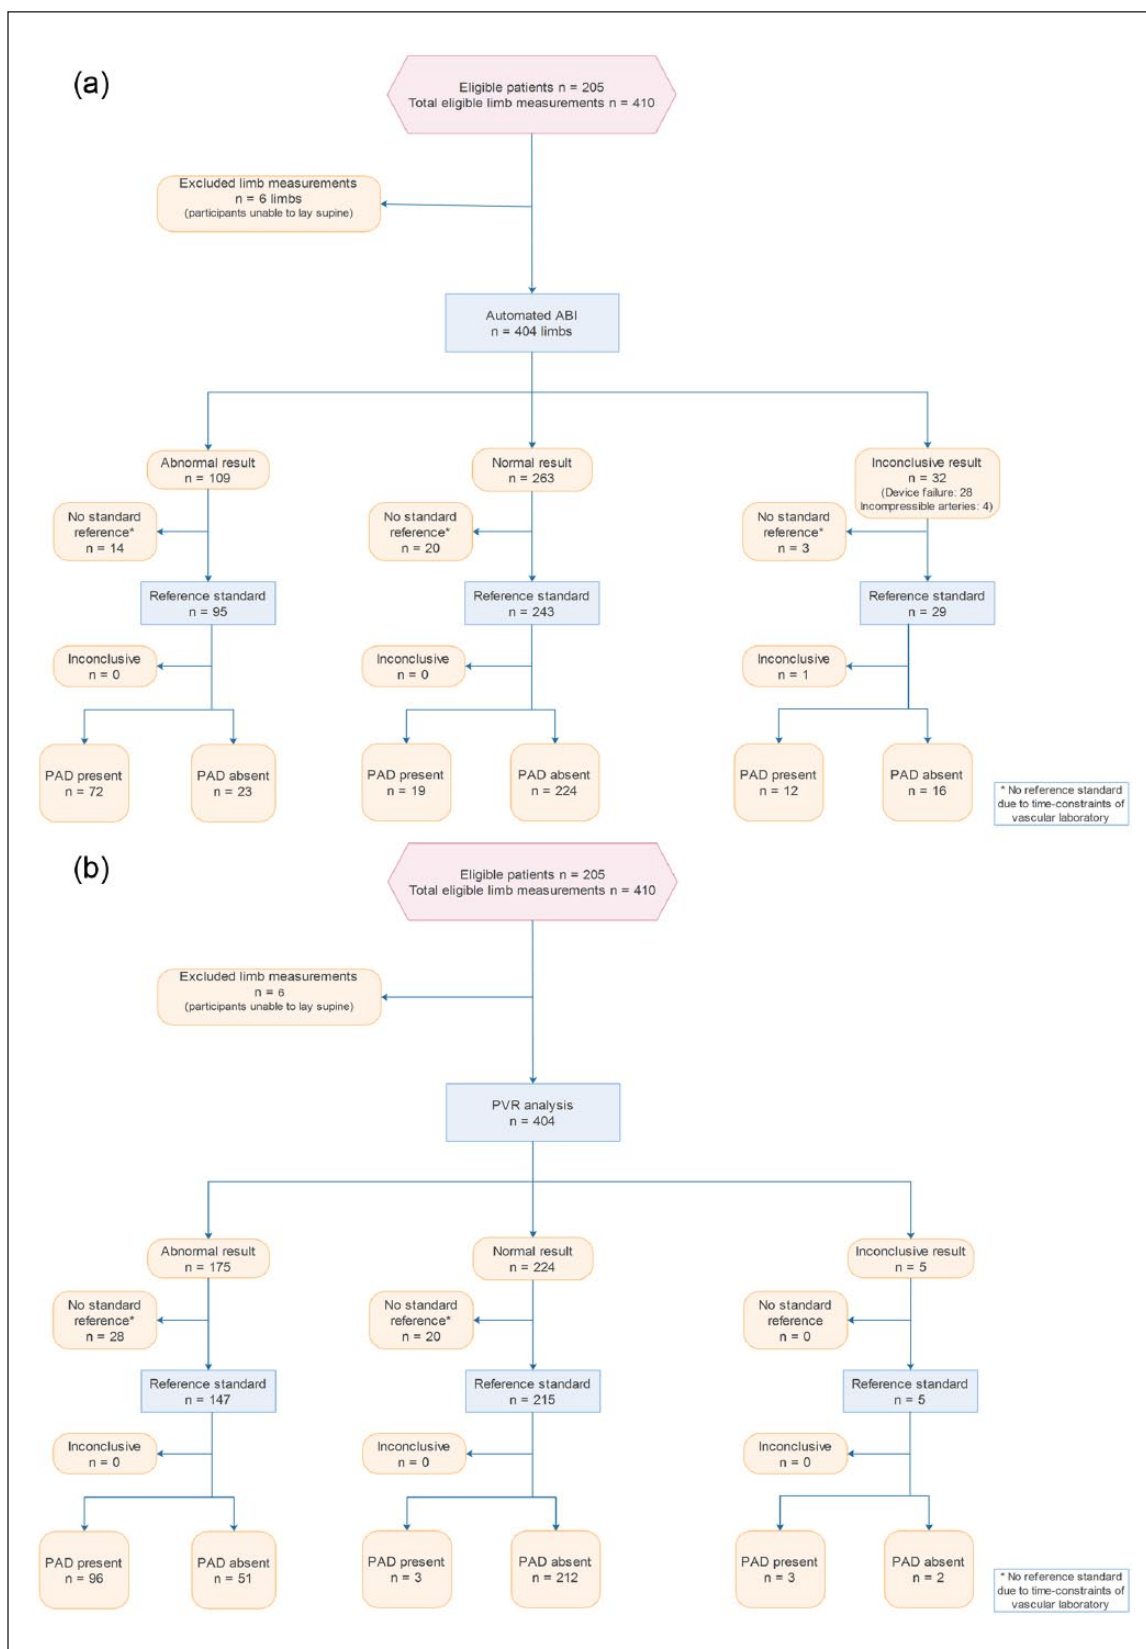 (a)
Eligible patients n = 205
Total eligible limb measurements n = 410
Excluded limb measurements
n = 6 limbs
(participants unable to lay supine)
Automated ABI
n = 404 limbs
Abnormal result
n = 109
Normal result
n = 263
Inconclusive result
n = 32
(Device failure: 28
Incompressible arteries: 4)
No standard
reference*
n = 14
No standard
reference*
n = 20
No standard
reference*
n = 3
Reference standard
n = 95
Reference standard
n = 243
Reference standard
n = 29
Inconclusive
n = 0
Inconclusive
n = 0
Inconclusive
n = 1
PAD present
n = 72
PAD absent
n = 23
PAD present
n = 19
PAD absent
n = 224
PAD present
n = 12
PAD absent
n = 16
* No reference standard
due to time-constraints of
vascular laboratory
(b)
Eligible patients n = 205
Total eligible limb measurements n = 410
Excluded limb measurements
n = 6
(participants unable to lay supine)
PVR analysis
n = 404
Abnormal result
n = 175
Normal result
n = 224
Inconclusive result
n = 5
No standard
reference*
n = 28
No standard
reference*
n = 20
No standard
reference
n = 0
Reference standard
n = 147
Reference standard
n = 215
Reference standard
n = 5
Inconclusive
n = 0
Inconclusive
n = 0
Inconclusive
n = 0
PAD present
n = 96
PAD absent
n = 51
PAD present
n = 3
PAD absent
n = 212
PAD present
n = 3
PAD absent
n = 2
* No reference standard
due to time-constraints of
vascular laboratory